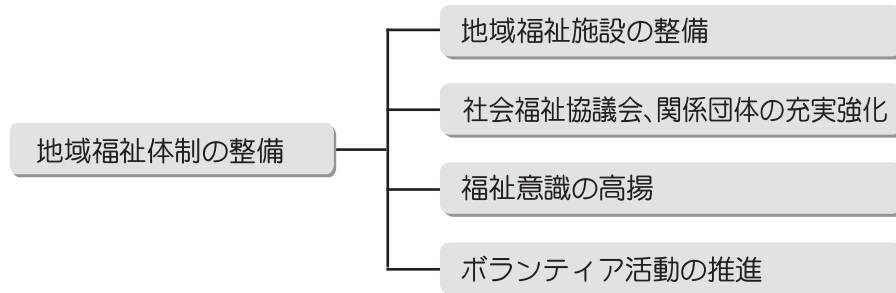 地域福祉体制の整備
地域福祉施設の整備
社会福祉協議会、関係団体の充実強化
福祉意識の高揚
ボランティア活動の推進